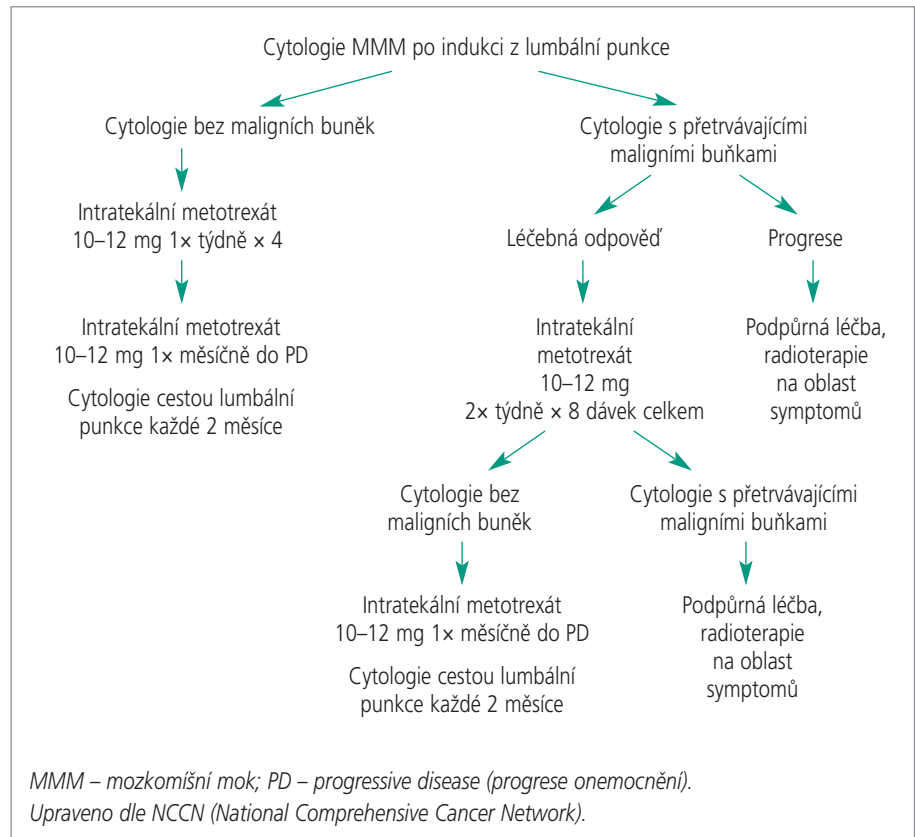 Cytologie MMM po indukci z lumbální punkce
Cytologie bez maligních buněk
Cytologie s přetrvávajícími
maligními buňkami
Intratekální metotrexát
10–12 mg 1× týdně × 4
Léčebná odpověď
Progrese
Intratekální metotrexát
10–12 mg 1× měsíčně do PD
Cytologie cestou lumbální
punkce každé 2 měsíce
Intratekální
metotrexát
10–12 mg
2× týdně × 8 dávek celkem
Podpůrná léčba,
radioterapie
na oblast
symptomů
Cytologie bez
maligních buněk
Cytologie s přetrvávajícími
maligními buňkami
Intratekální metotrexát
10–12 mg 1× měsíčně do PD
Cytologie cestou lumbální
punkce každé 2 měsíce
Podpůrná léčba,
radioterapie
na oblast
symptomů
MMM – mozkomíšní mok; PD – progressive disease (progrese onemocnění).
Upraveno dle NCCN (National Comprehensive Cancer Network).